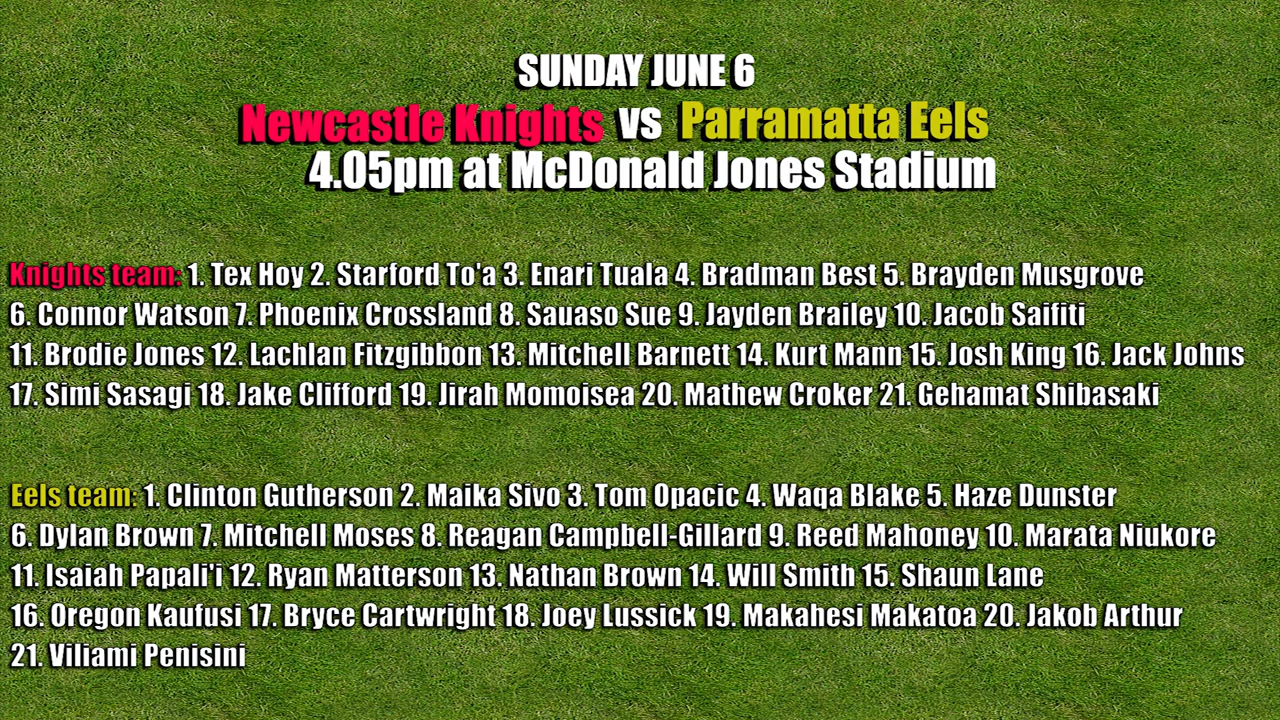 SUNDAY JUNE 6
Newcastle Knights vs Parramatta Eels
4.05pm at McDonald Jones Stadium
Knights team: 1. Tex Hoy 2. Starford To'a 3. Enari Tuala 4. Bradman Best 5. Brayden Musgrove
6. Connor Watson 7. Phoenix Crossland 8. Sauaso Sue 9. Jayden Brailey 10. Jacob Saifiti
11. Brodie Jones 12. Lachlan Fitzgibbon 13. Mitchell Barnett 14. Kurt Mann 15. Josh King 16. Jack Johns
17. Simi Sasagi 18. Jake Clifford 19. Jirah Momoisea 20. Mathew Croker 21. Gehamat Shibasaki
Eels team: 1. Clinton Gutherson 2. Maika Sivo 3. Tom Opacic 4. Waqa Blake 5. Haze Dunster
6. Dylan Brown 7. Mitchell Moses 8. Reagan Campbell-Gillard 9. Reed Mahoney 10. Marata Niukore
11. Isaiah Papali'i 12. Ryan Matterson 13. Nathan Brown 14. Will Smith 15. Shaun Lane
16. Oregon Kaufusi 17. Bryce Cartwright 18. Joey Lussick 19. Makahesi Makatoa 20. Jakob Arthur
21. Viliami Penisini